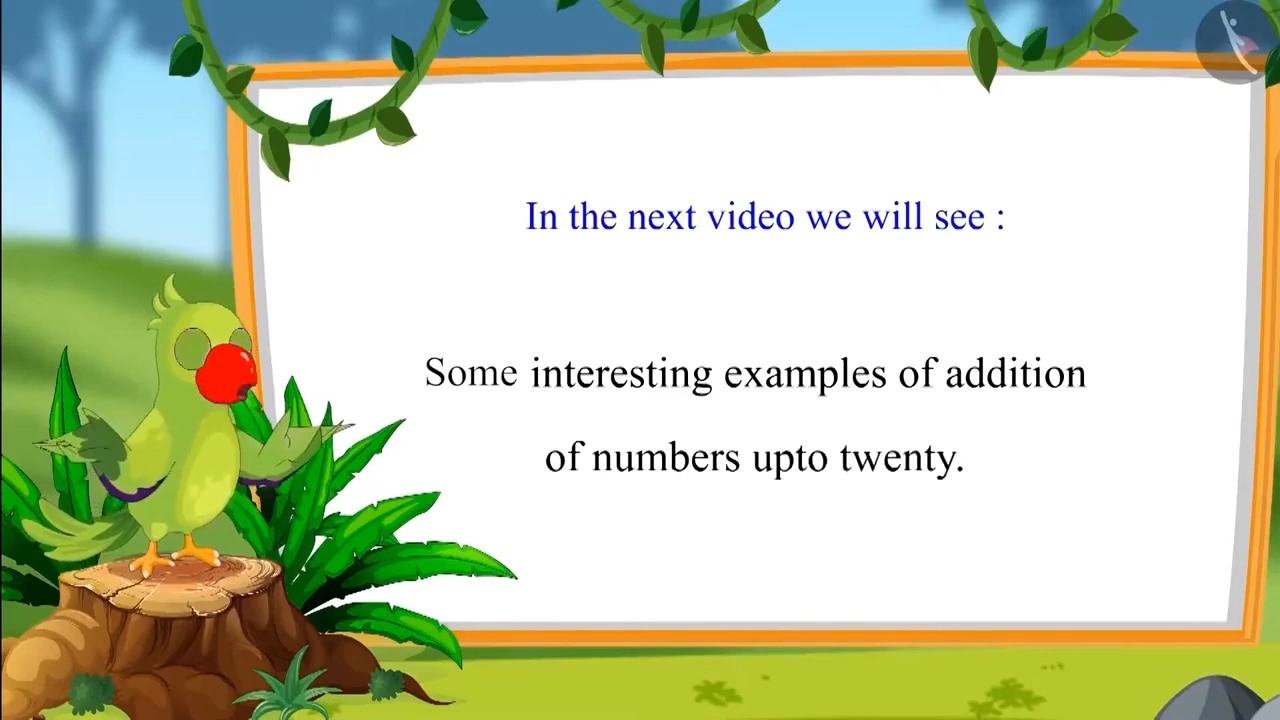 In the next video we will see :
Some interesting examples of addition
of numbers upto twenty.